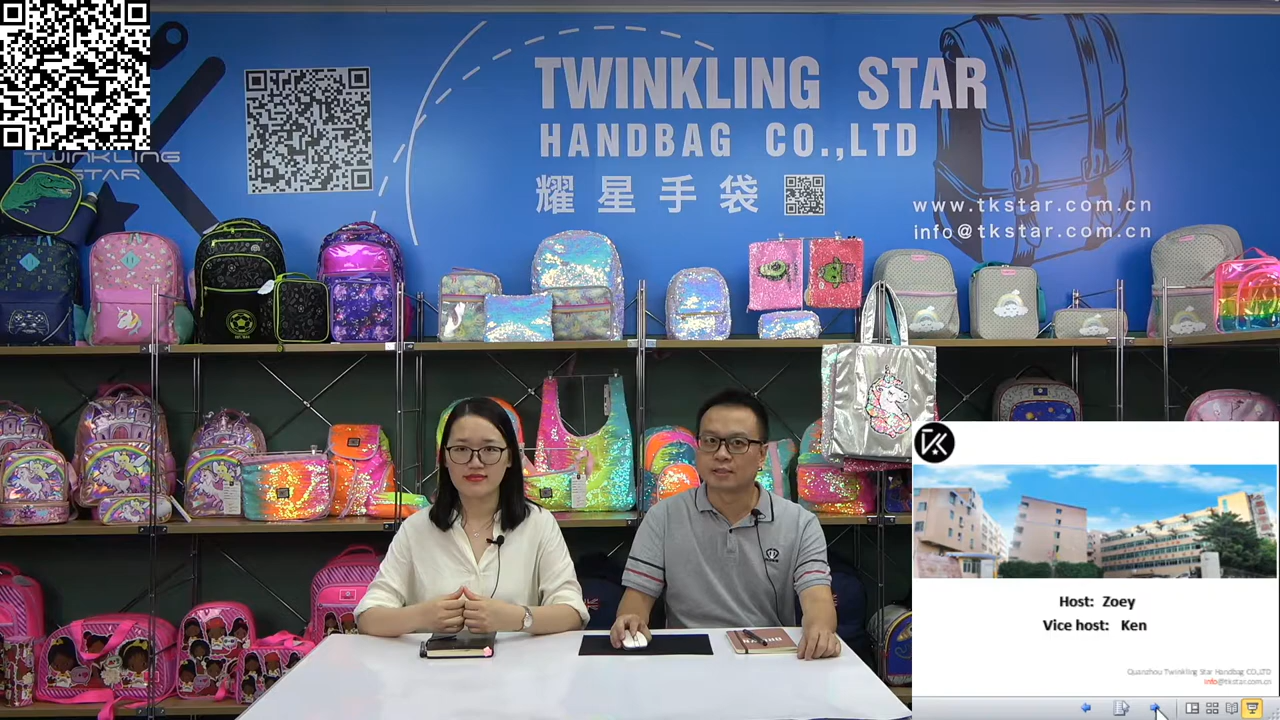 TWINKLING STAR
HANDBAG CO.,LTD
耀星手袋
www.tkstar.com.cn
info@tkstar.com.cn
TWINKLING
STAR
Host: Zoey
Vice host: Ken
Quanzhou Twinkling Star Handbag CO,.LTD
info@tkstar.com.cn